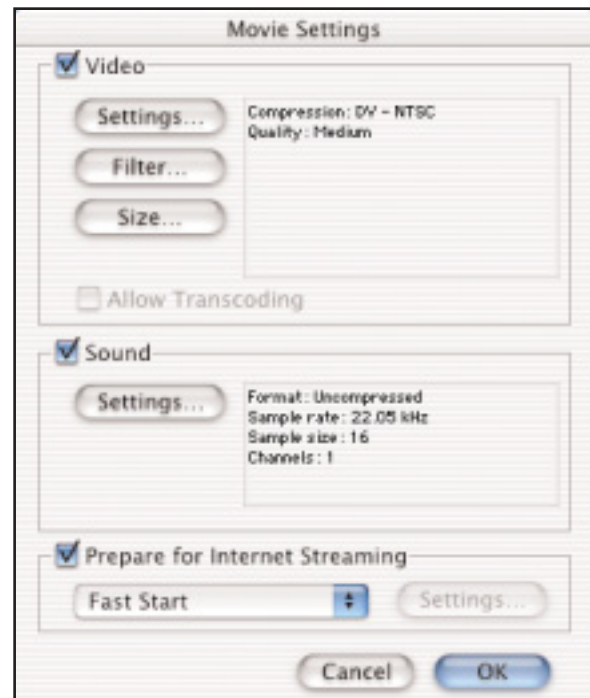 Movie Settings
Video
Settings...
Compression: DV - NTSC
Quality: Medium
Filter...
Size...
Allow Transcoding
Sound
Settings...
Format: Uncompressed
Sample rate: 22.05 kHz
Sample size: 16
Channels: 1
Prepare for Internet Streaming
Fast Start
Settings...
Cancel
OK